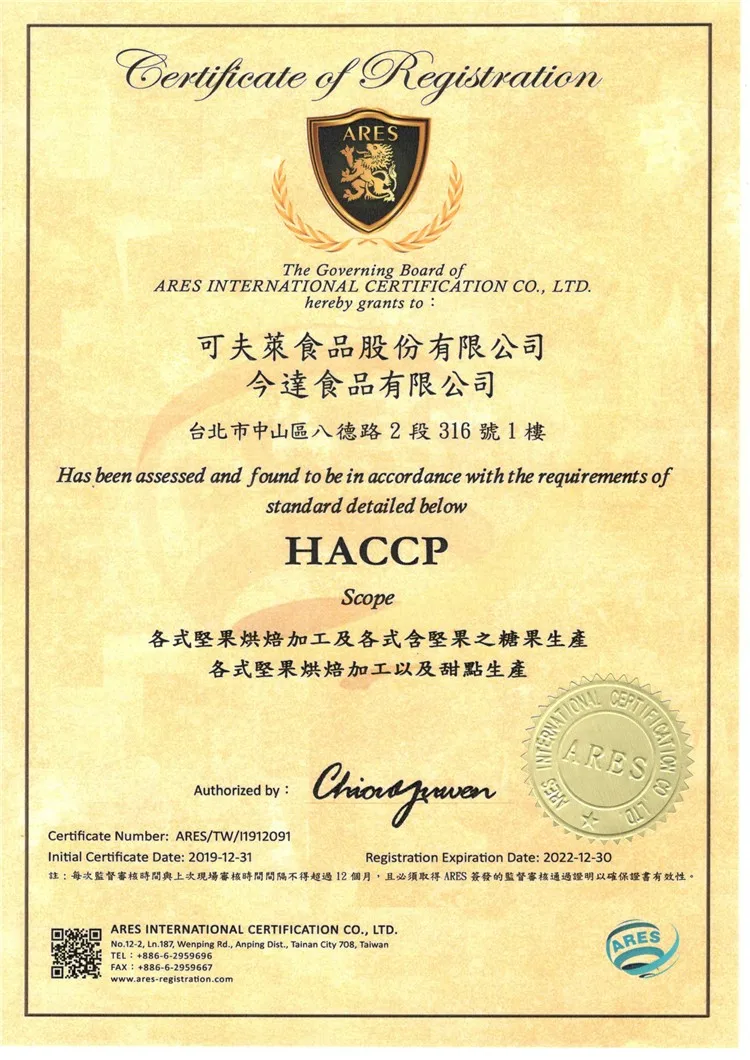 Certificate of Registration
ARES
The Governing Board of
ARES INTERNATIONAL CERTIFICATION CO., LTD.
hereby grants to：
可夫萊食品股份有限公司
今達食品有限公司
台北市中山區八德路 2 段 316 號 1 樓
Has been assessed and found to be in accordance with the requirements of
standard detailed below
HACCP
Scope
各式堅果烘焙加工及各式含堅果之糖果生產
各式堅果烘焙加工以及甜點生產
ARES INTERNATIONAL CERTIFICATION CO LTD.
ARES
Authorized by：
Certificate Number: ARES/TW/I1912091
Initial Certificate Date: 2019-12-31
Registration Expiration Date: 2022-12-30
註：每次監督審核時間與上次現場審核時間間隔不得超過 12 個月，且必須取得 ARES 簽發的監督審核通過證明以確保證書有效性。
ARES INTERNATIONAL CERTIFICATION CO., LTD.
No.12-2, Ln.187, Wenping Rd., Anping Dist., Tainan City 708, Taiwan
TEL：+886-6-2959696
FAX：+886-6-2959667
www.ares-registration.com
ARES